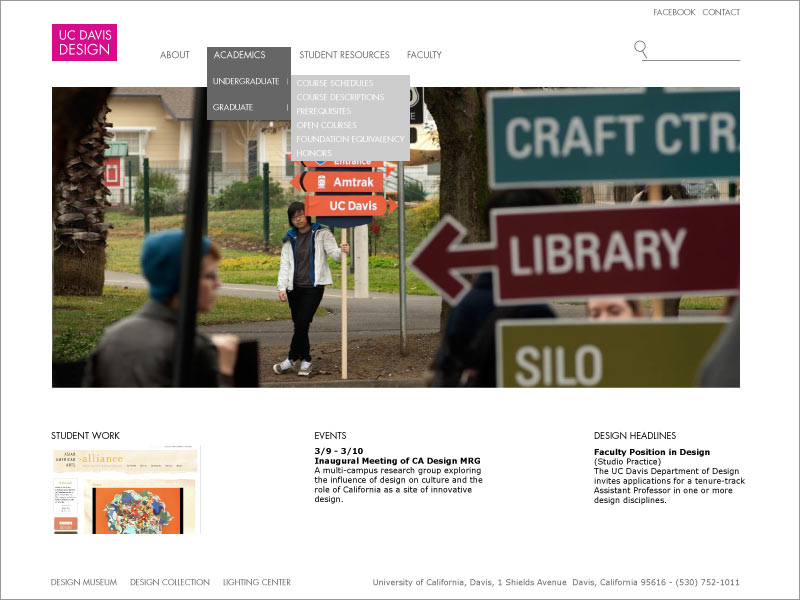 FACEBOOK CONTACT
UC DAVIS
DESIGN
ABOUT ACADEMICS STUDENT RESOURCES FACULTY
UNDERGRADUATE |
GRADUATE |
COURSE SCHEDULES
COURSE DESCRIPTIONS
PREREQUISITES
OPEN COURSES
FOUNDATION EQUIVALENCY
HONORS
Entrance
Amtrak
UC Davis
CRAFT CTR.
LIBRARY
SILO
STUDENT WORK
ASIAN
AMERICAN
ARTS
alliance
EVENTS
3/9 - 3/10
Inaugural Meeting of CA Design MRG
A multi-campus research group exploring
the influence of design on culture and the
role of California as a site of innovative
design.
DESIGN HEADLINES
Faculty Position in Design
(Studio Practice)
The UC Davis Department of Design
invites applications for a tenure-track
Assistant Professor in one or more
design disciplines.
DESIGN MUSEUM DESIGN COLLECTION LIGHTING CENTER
University of California, Davis, 1 Shields Avenue Davis, California 95616 - (530) 752-1011